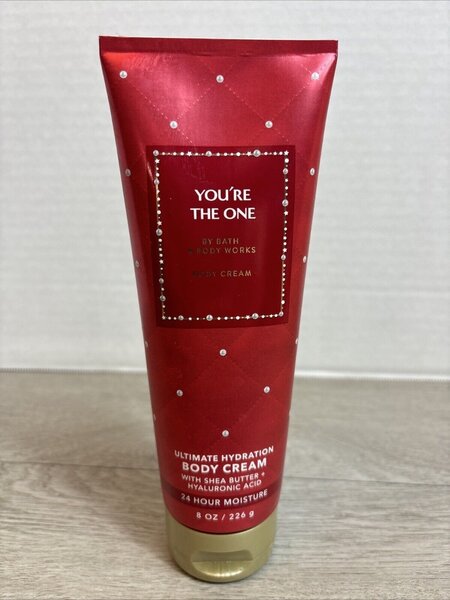 YOU'RE
THE ONE
BY BATH
& BODY WORKS
BODY CREAM
ULTIMATE HYDRATION
BODY CREAM
WITH SHEA BUTTER +
HYALURONIC ACID
24 HOUR MOISTURE
8 OZ / 226 g